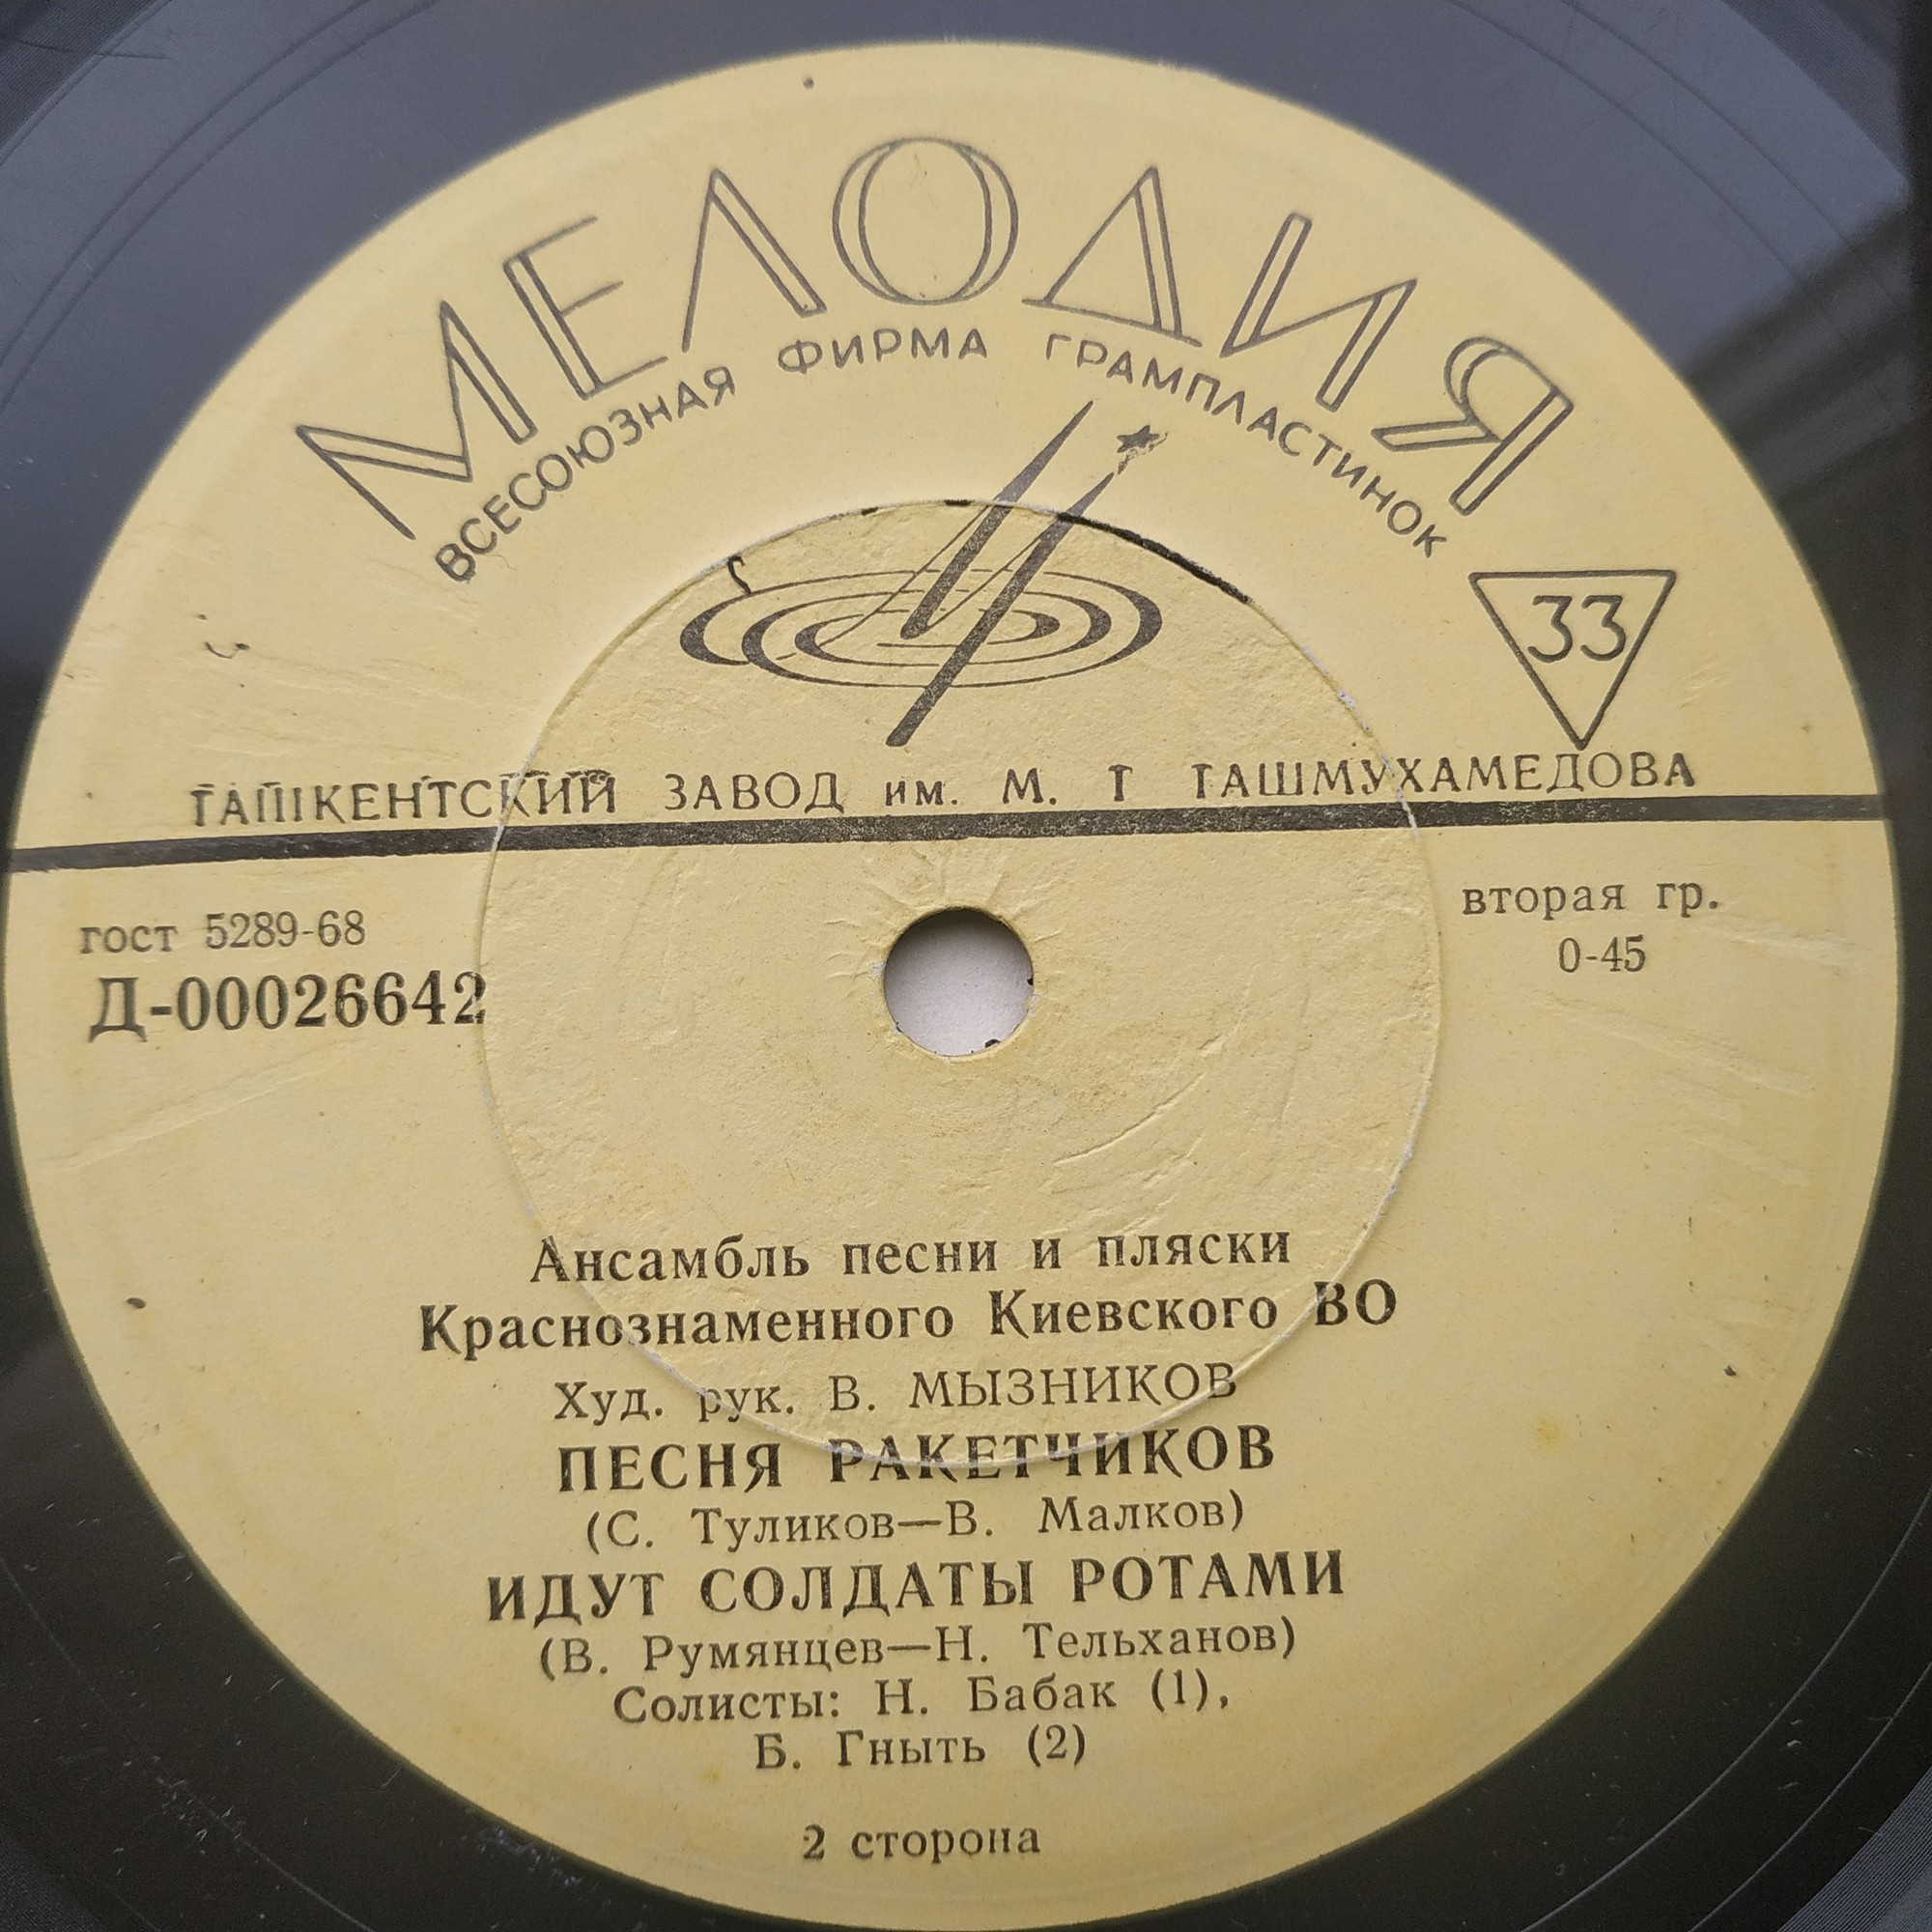 МЕЛОДИЯ
ВСЕСОЮЗНАЯ ФИРМА ГРАМПЛАСТИНОК
33
ТАШКЕНТСКИЙ ЗАВОД им. М. Т ТАШМУХАМЕДОВА
гост 5289-68
Д-00026642
вторая гр.
0-45
Ансамбль песни и пляски
Краснознаменного Киевского ВО
Худ. рук. В. МЫЗНИКОВ
ПЕСНЯ РАКЕТЧИКОВ
(С. Туликов—В. Малков)
ИДУТ СОЛДАТЫ РОТАМИ
(В. Румянцев—Н. Тельханов)
Солисты: Н. Бабак (1),
Б. Гныть (2)
2 сторона